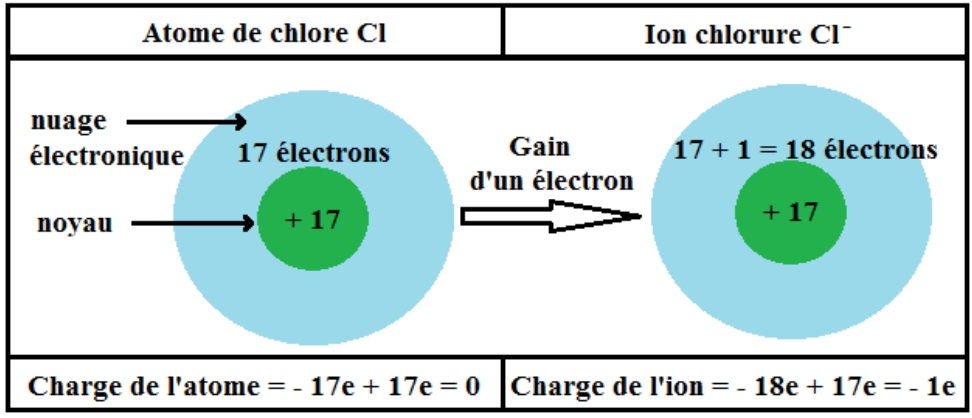 Atome de chlore Cl
Ion chlorure Cl⁻
nuage
électronique
17 électrons
noyau
+ 17
Gain
d'un électron
17 + 1 = 18 électrons
+ 17
Charge de l'atome = - 17e + 17e = 0
Charge de l'ion = - 18e + 17e = - 1e